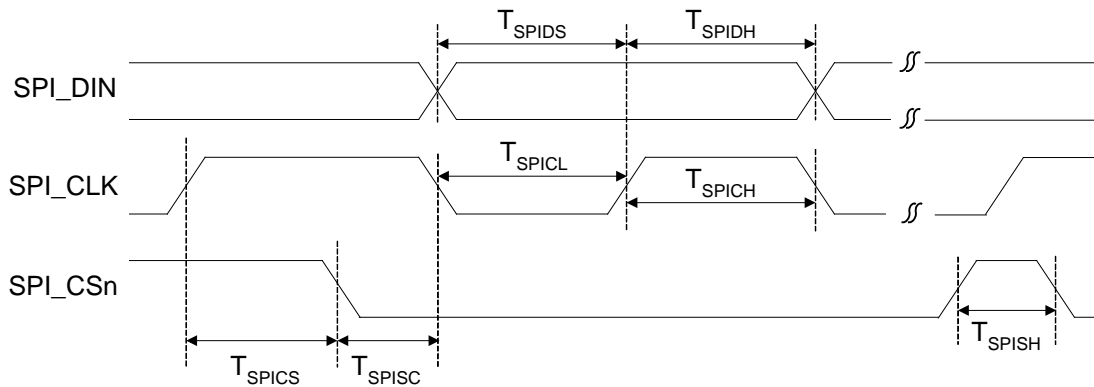 TSPIDS TSPIDH
SPI_DIN
TSPICL
SPI_CLK
TSPICH
SPI_CSn
TSPISH
TSPICS TSPISC